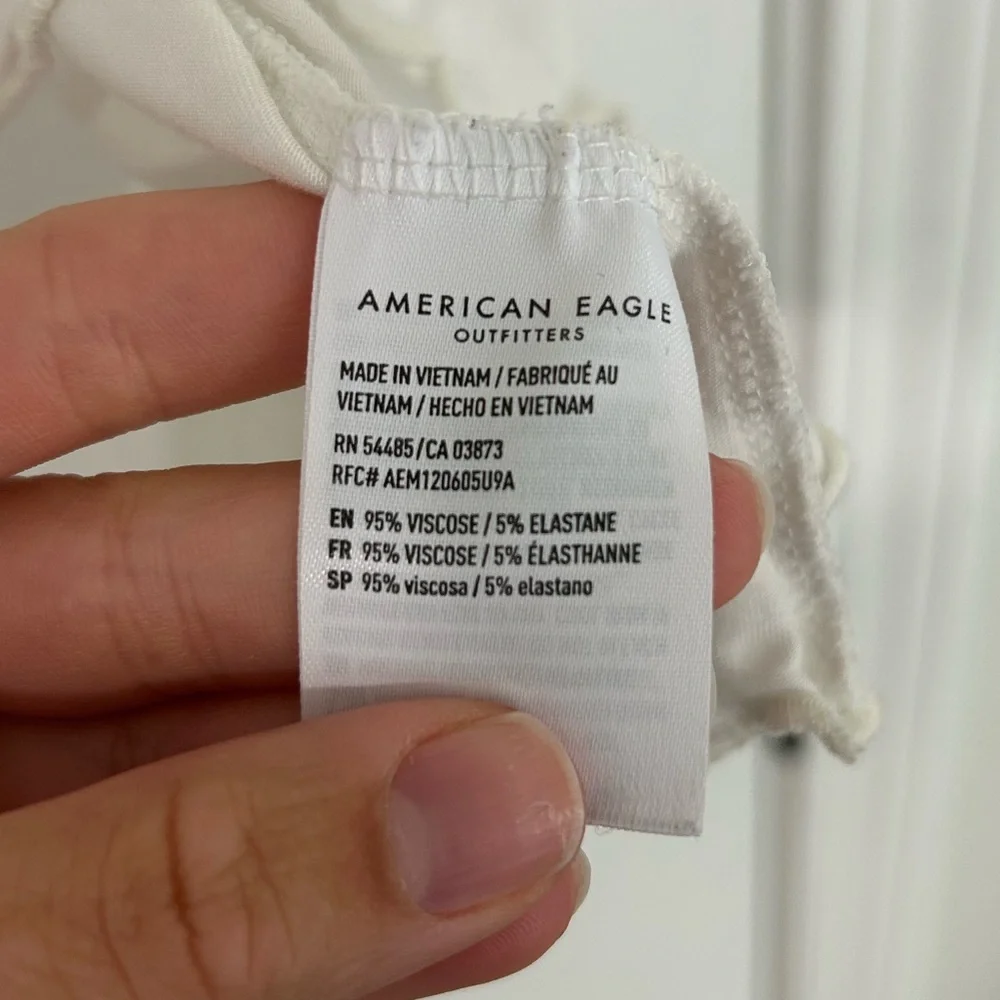 AMERICAN EAGLE
OUTFITTERS
MADE IN VIETNAM / FABRIQUÉ AU
VIETNAM / HECHO EN VIETNAM
RN 54485/CA 03873
RFC# AEM120605U9A
EN 95% VISCOSE / 5% ELASTANE
FR 95% VISCOSE / 5% ÉLASTHANNE
SP 95% viscosa / 5% elastano